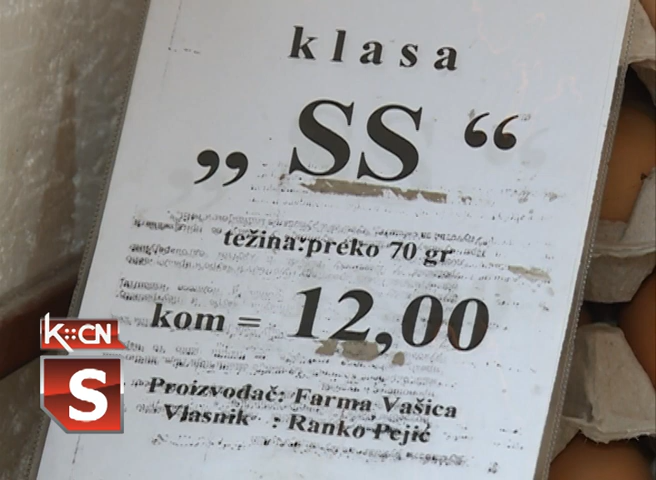 klasa
„ SS “
težina:preko 70 gr
kom = 12,00
Proizvođač: Farma Vašica
Vlasnik : Ranko Pejić
K::CN
S